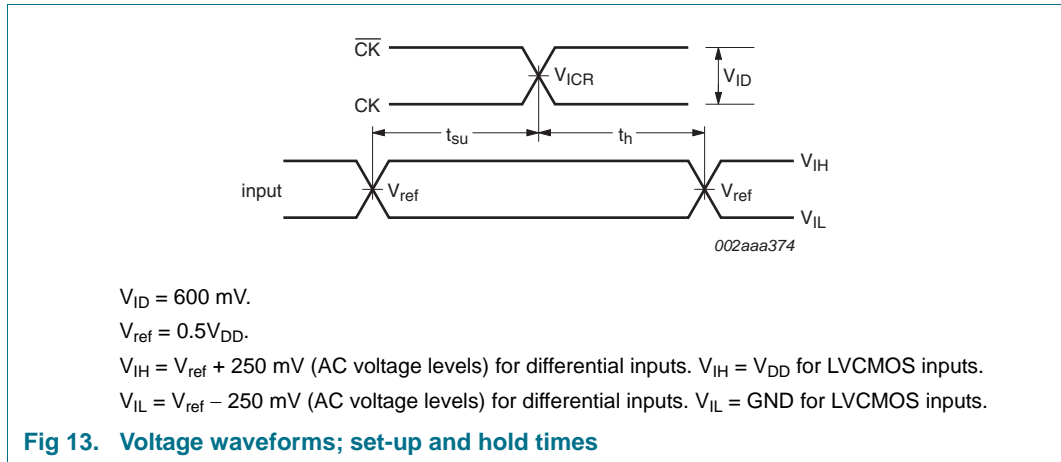 CK
V_ICR
V_ID
CK
t_su
t_h
V_IH
input
V_ref
V_ref
V_IL
002aaa374
V_ID = 600 mV.
V_ref = 0.5V_DD.
V_IH = V_ref + 250 mV (AC voltage levels) for differential inputs. V_IH = V_DD for LVCMOS inputs.
V_IL = V_ref − 250 mV (AC voltage levels) for differential inputs. V_IL = GND for LVCMOS inputs.
Fig 13. Voltage waveforms; set-up and hold times